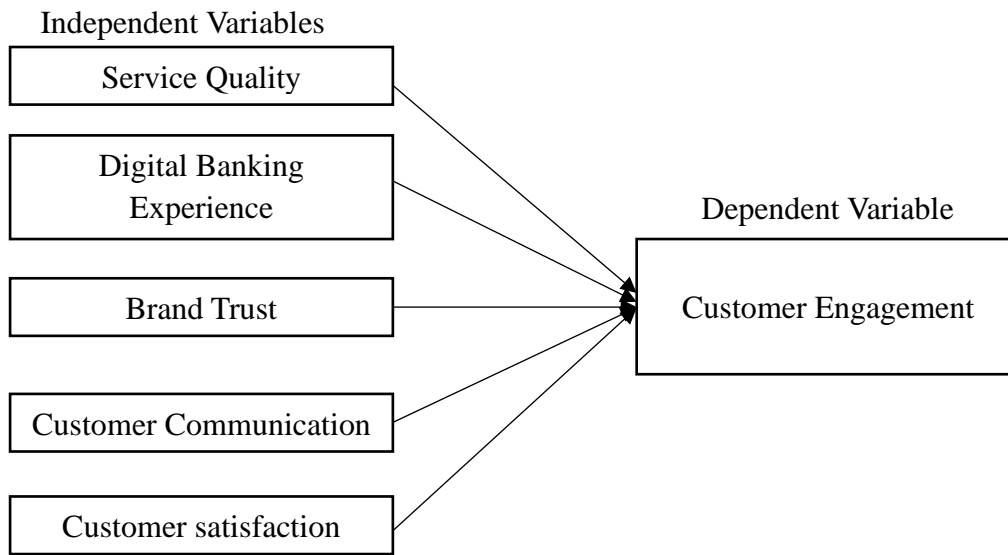 Independent Variables
Service Quality
Digital Banking
Experience
Brand Trust
Customer Communication
Customer satisfaction
Dependent Variable
Customer Engagement